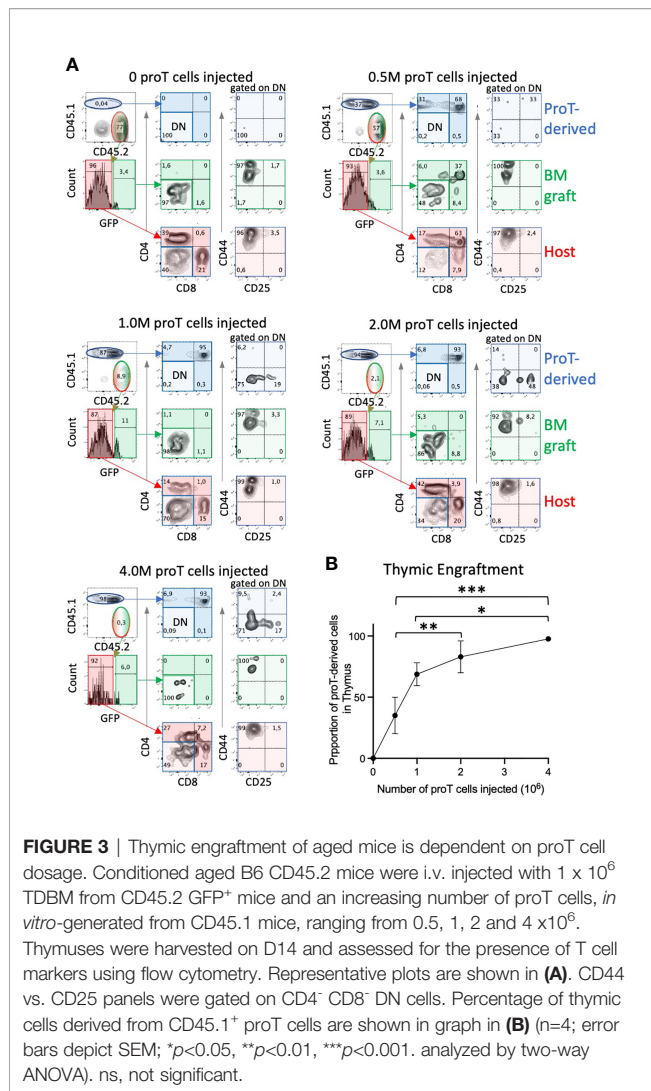 A
0 proT cells injected
gated on DN
CD45.1
0,04
77
CD45.2
0
0
DN
100
0
0
0
100
0
Count
96
3,4
GFP
1,6
0
97
1,6
97
1,7
1,7
0
CD4
39
0,6
40
21
CD8
CD44
96
3,5
0,6
0
CD25
0.5M proT cells injected
gated on DN
CD45.1
37
57
CD45.2
31
68
DN
0,2
0,5
33
33
33
0
ProT-
derived
Count
93
3,6
GFP
6,0
37
48
8,4
100
0
0
0
BM
graft
CD4
17
63
12
7,9
CD8
CD44
97
2,4
0,4
0
CD25
Host
1.0M proT cells injected
gated on DN
CD45.1
87
8,9
CD45.2
4,7
95
DN
0,2
0,3
6,2
0
75
19
Count
87
11
GFP
1,1
0
98
1,1
97
3,3
0
0
CD4
14
1,0
70
15
CD8
CD44
99
1,0
0
0
CD25
2.0M proT cells injected
gated on DN
CD45.1
94
2,1
CD45.2
6,8
93
DN
0,06
0,5
14
0
38
48
ProT-
derived
Count
89
7,1
GFP
5,3
0
86
8,8
92
8,2
0
0
BM
graft
CD4
42
3,9
34
20
CD8
CD44
98
1,6
0,8
0
CD25
Host
4.0M proT cells injected
gated on DN
CD45.1
98
0,3
CD45.2
6,9
93
DN
0,09
0,1
9,5
2,4
71
17
Count
92
6,0
GFP
0
0
100
0
100
0
0
0
CD4
27
7,2
49
17
CD8
CD44
99
1,5
0
0
CD25
B
Thymic Engraftment
***
*
**
100
50
0
Prpportion of proT-derived cells
in Thymus
0 1 2 3 4
Number of proT cells injected (10⁶)
FIGURE 3 | Thymic engraftment of aged mice is dependent on proT cell
dosage. Conditioned aged B6 CD45.2 mice were i.v. injected with 1 x 10⁶
TDBM from CD45.2 GFP⁺ mice and an increasing number of proT cells, in
vitro-generated from CD45.1 mice, ranging from 0.5, 1, 2 and 4 x10⁶.
Thymuses were harvested on D14 and assessed for the presence of T cell
markers using flow cytometry. Representative plots are shown in (A). CD44
vs. CD25 panels were gated on CD4⁻ CD8⁻ DN cells. Percentage of thymic
cells derived from CD45.1⁺ proT cells are shown in graph in (B) (n=4; error
bars depict SEM; *p<0.05, **p<0.01, ***p<0.001. analyzed by two-way
ANOVA). ns, not significant.